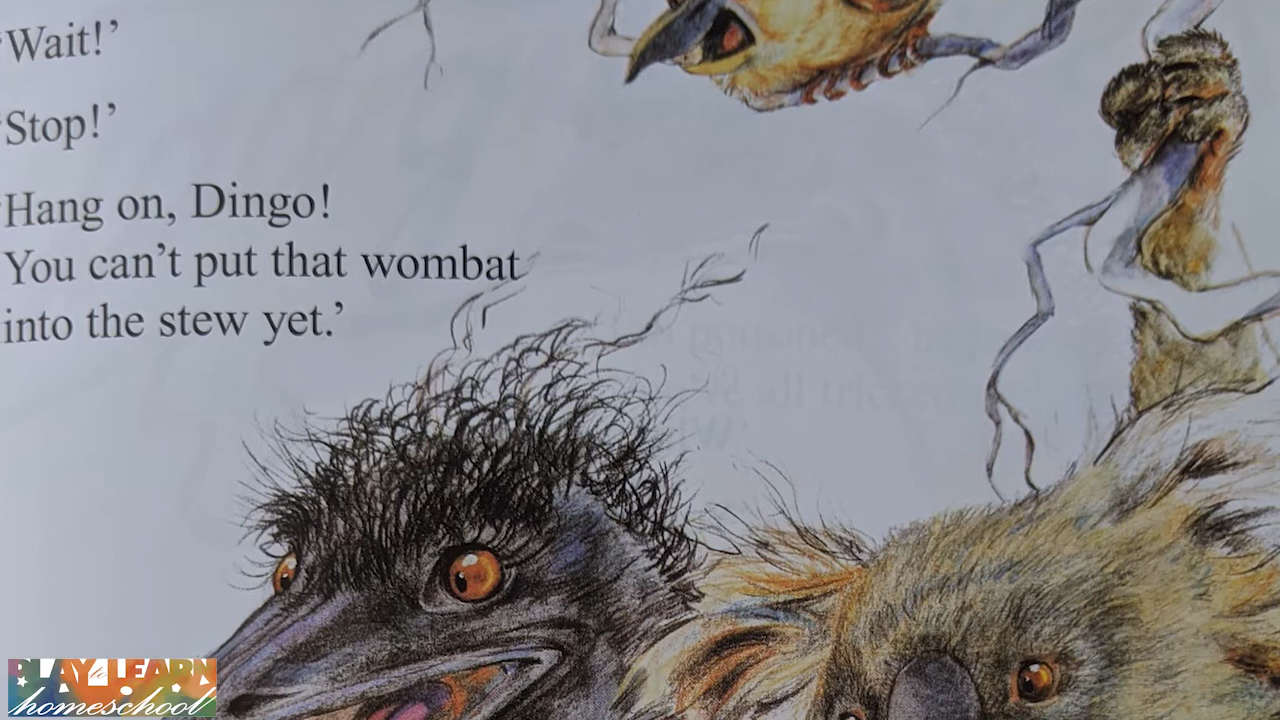 ‘Wait!’
‘Stop!’
‘Hang on, Dingo!
You can’t put that wombat
into the stew yet.’
PLAY LEARN
homeschool